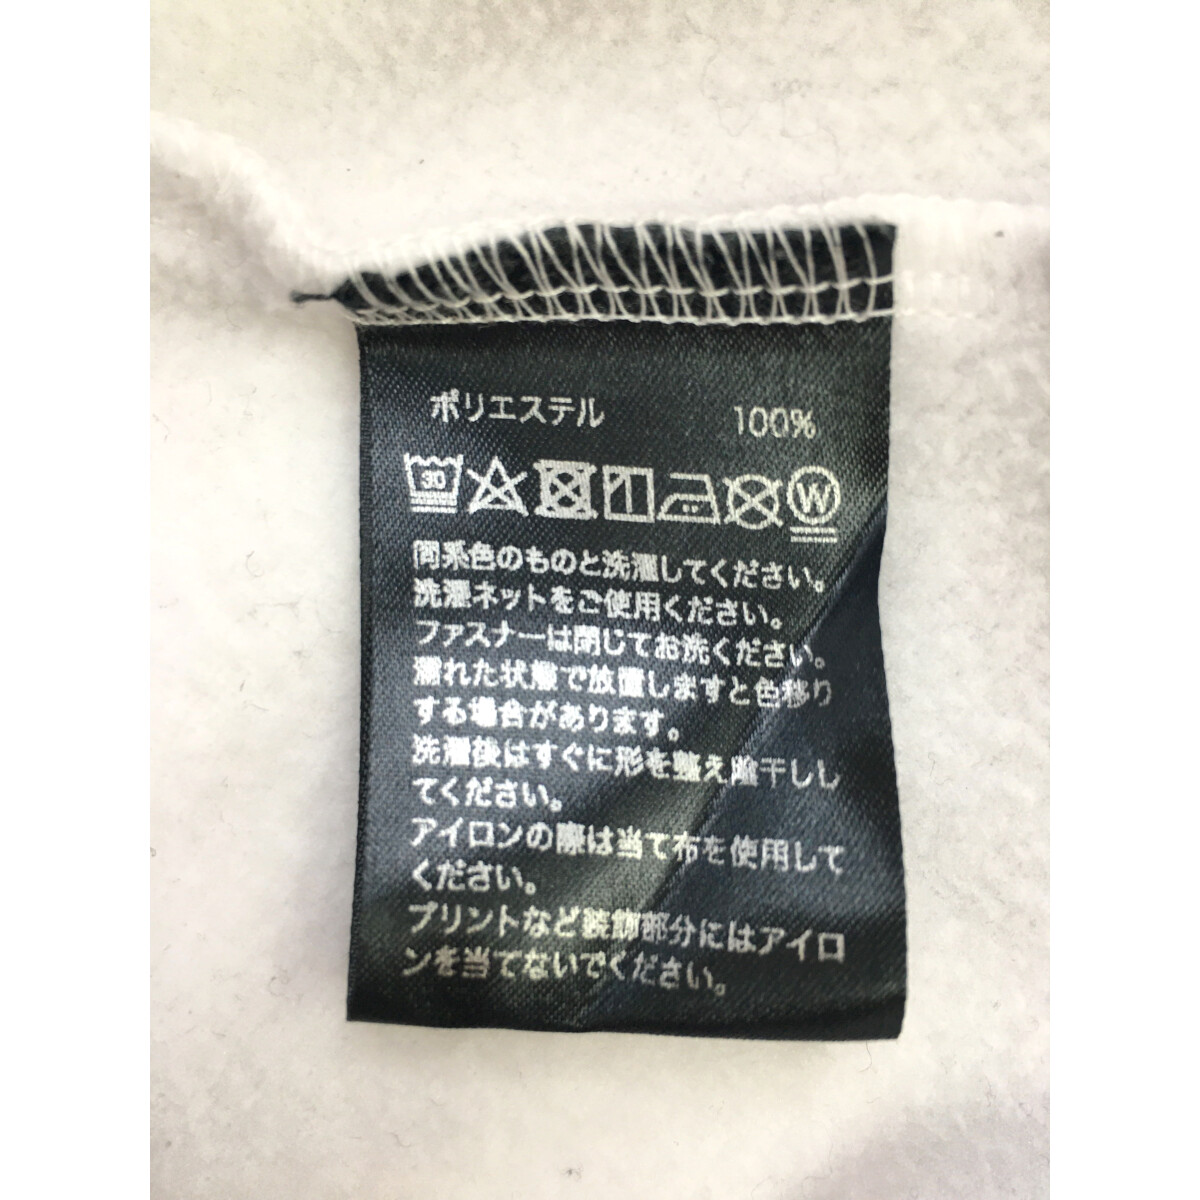 ポリエステル 100%
30 W
同系色のものと洗濯してください。
洗濯ネットをご使用ください。
ファスナーは閉じてお洗ください。
濡れた状態で放置しますと色移り
する場合があります。
洗濯後はすぐに形を整え陰干しし
てください。
アイロンの際は当て布を使用して
ください。
プリントなど装飾部分にはアイロ
ンを当てないでください。